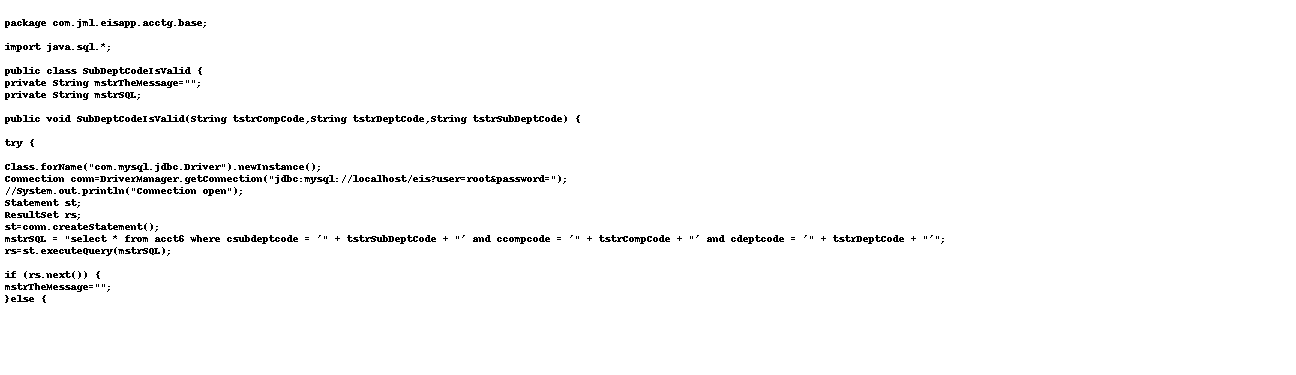 package com.jml.eisapp.acctg.base;
import java.sql.*;
public class SubDeptCodeIsValid {
private String mstrTheMessage="";
private String mstrSQL;
public void SubDeptCodeIsValid(String tstrCompCode,String tstrDeptCode,String tstrSubDeptCode) {
try {
Class.forName("com.mysql.jdbc.Driver").newInstance();
Connection conn=DriverManager.getConnection("jdbc:mysql://localhost/eis?user=root&password=");
//System.out.println("Connection open");
Statement st;
ResultSet rs;
st=conn.createStatement();
mstrSQL = "select * from acct6 where csubdeptcode = '" + tstrSubDeptCode + "' and ccompcode = '" + tstrCompCode + "' and cdeptcode = '" + tstrDeptCode + "'";
rs=st.executeQuery(mstrSQL);
if (rs.next()) {
mstrTheMessage="";
}else {